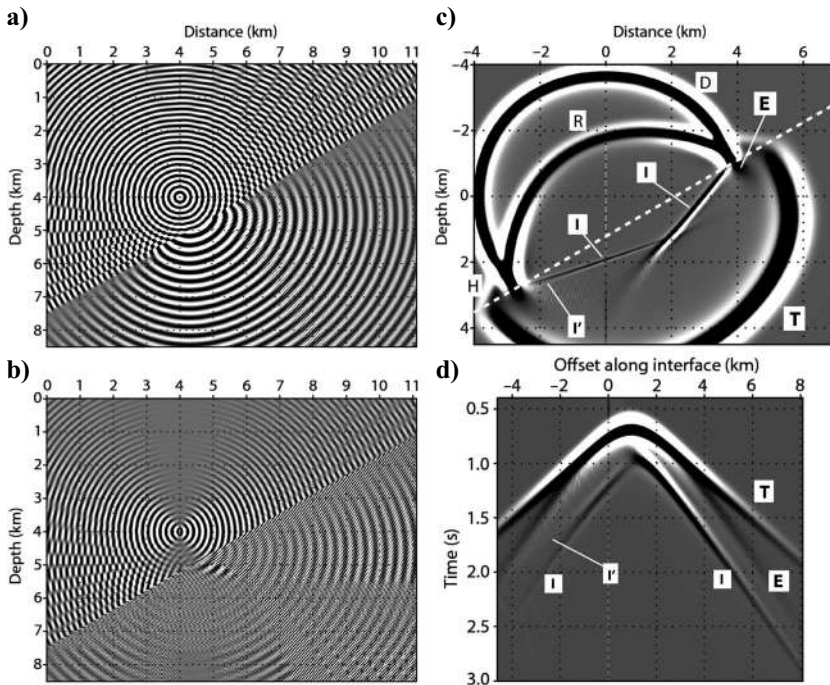 a)
Distance (km)
0 1 2 3 4 5 6 7 8 9 10 11
Depth (km)
0
1
2
3
4
5
6
7
8
b)
0 1 2 3 4 5 6 7 8 9 10 11
Depth (km)
0
1
2
3
4
5
6
7
8
c)
Distance (km)
−4 −2 0 2 4 6
Depth (km)
−4
−2
0
2
4
D
R
E
I
I
I'
H
T
d)
Offset along interface (km)
−4 −2 0 2 4 6 8
Time (s)
0.5
1.0
1.5
2.0
2.5
3.0
T
I
I'
I
E